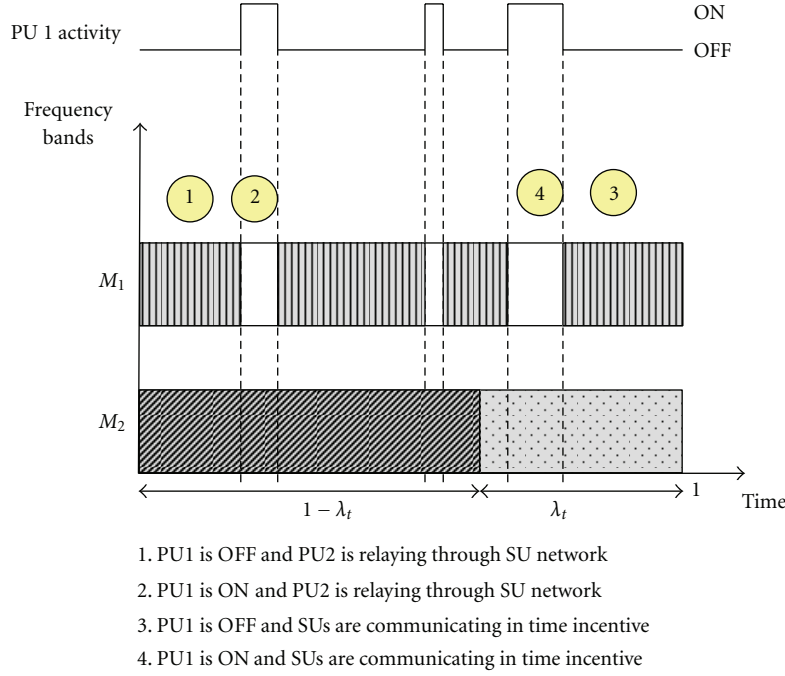 PU 1 activity
ON
OFF
Frequency
bands
1
2
4
3
M1
M2
1 − λt
λt
1
Time
1. PU1 is OFF and PU2 is relaying through SU network
2. PU1 is ON and PU2 is relaying through SU network
3. PU1 is OFF and SUs are communicating in time incentive
4. PU1 is ON and SUs are communicating in time incentive